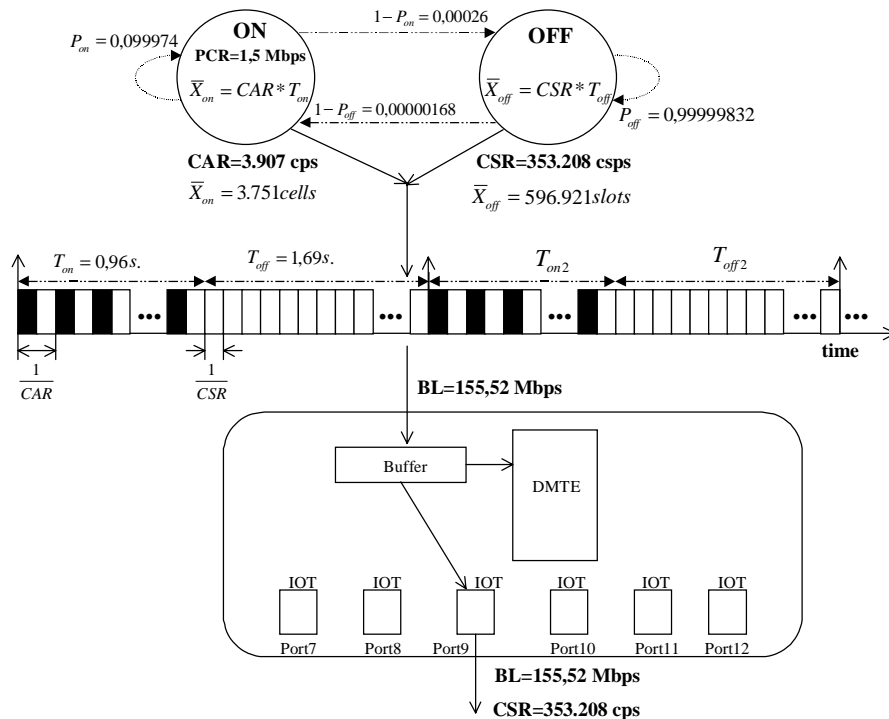 1− P_on = 0,00026
ON
OFF
P_on = 0,099974
PCR=1,5 Mbps
X̅_on = CAR * T_on
X̅_off = CSR * T_off
1− P_off = 0,00000168
P_off = 0,99999832
CAR=3.907 cps
CSR=353.208 csps
X̅_on = 3.751cells
X̅_off = 596.921slots
T_on = 0,96s.
T_off = 1,69s.
T_on2
T_off2
••• ••• ••• ••• •••
time
1/CAR
1/CSR
BL=155,52 Mbps
Buffer
DMTE
IOT IOT IOT IOT IOT IOT
Port7 Port8 Port9 Port10 Port11 Port12
BL=155,52 Mbps
CSR=353.208 cps